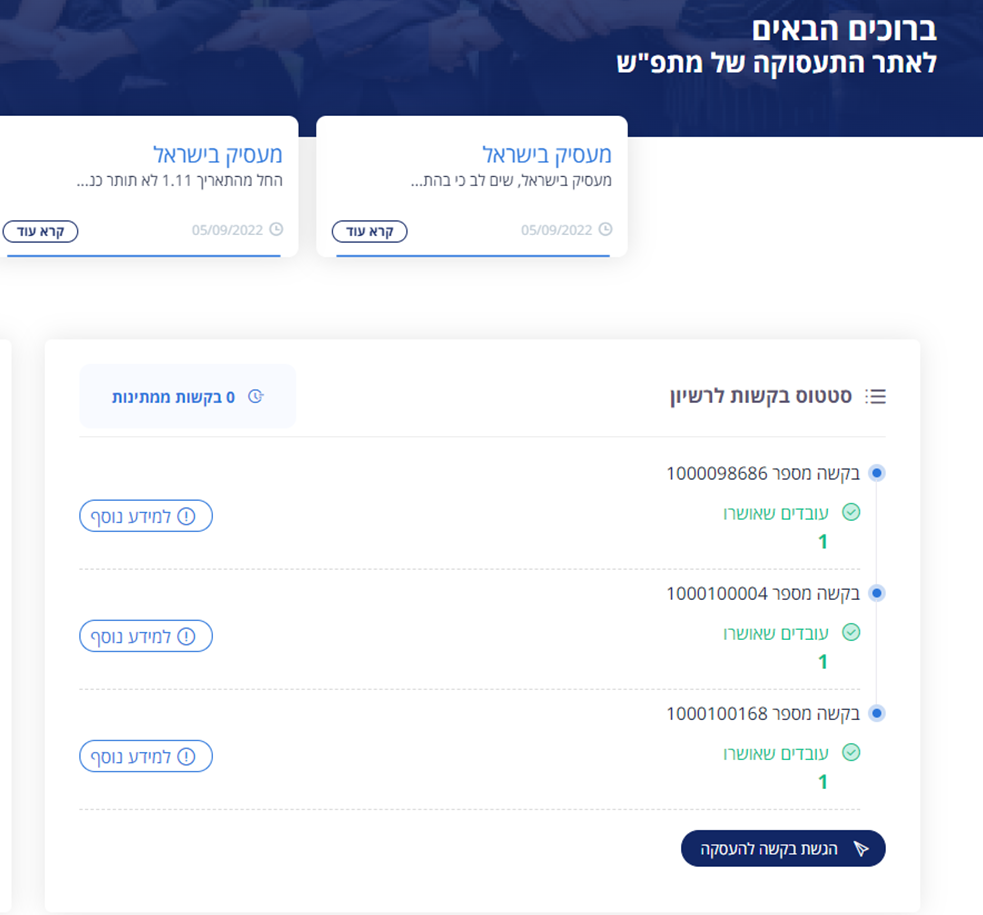 ברוכים הבאים
לאתר התעסוקה של מתפ"ש
מעסיק בישראל
מעסיק בישראל, שים לב כי בהת...
05/09/2022
קרא עוד
מעסיק בישראל
החל מהתאריך 1.11 לא תותר כנ...
05/09/2022
קרא עוד
סטטוס בקשות לרשיון
0 בקשות ממתינות
בקשה מספר 1000098686
עובדים שאושרו
1
למידע נוסף
בקשה מספר 1000100004
עובדים שאושרו
1
למידע נוסף
בקשה מספר 1000100168
עובדים שאושרו
1
למידע נוסף
הגשת בקשה להעסקה